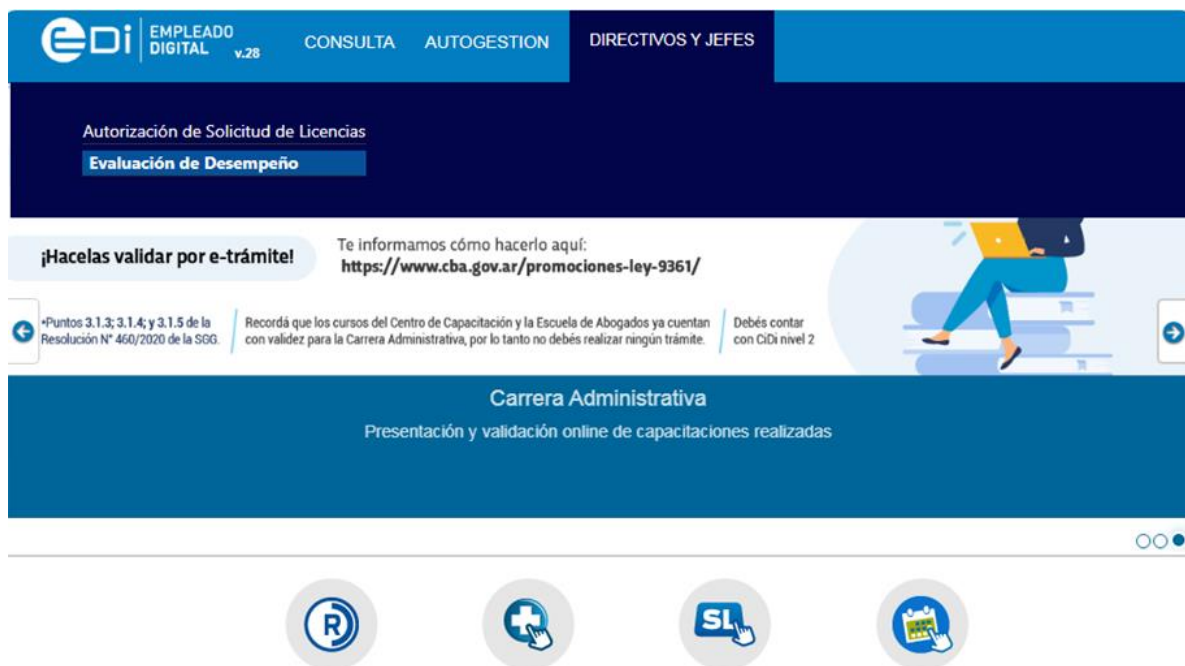 eDi EMPLEADO DIGITAL v.28
CONSULTA AUTOGESTION DIRECTIVOS Y JEFES
Autorización de Solicitud de Licencias
Evaluación de Desempeño
¡Hacelas validar por e-trámite!
Te informamos cómo hacerlo aquí:
https://www.cba.gov.ar/promociones-ley-9361/
•Puntos 3.1.3; 3.1.4; y 3.1.5 de la
Resolución N° 460/2020 de la SGG.
Recordá que los cursos del Centro de Capacitación y la Escuela de Abogados ya cuentan
con validez para la Carrera Administrativa, por lo tanto no debés realizar ningún trámite.
Debés contar
con CiDi nivel 2
Carrera Administrativa
Presentación y validación online de capacitaciones realizadas
R
SL